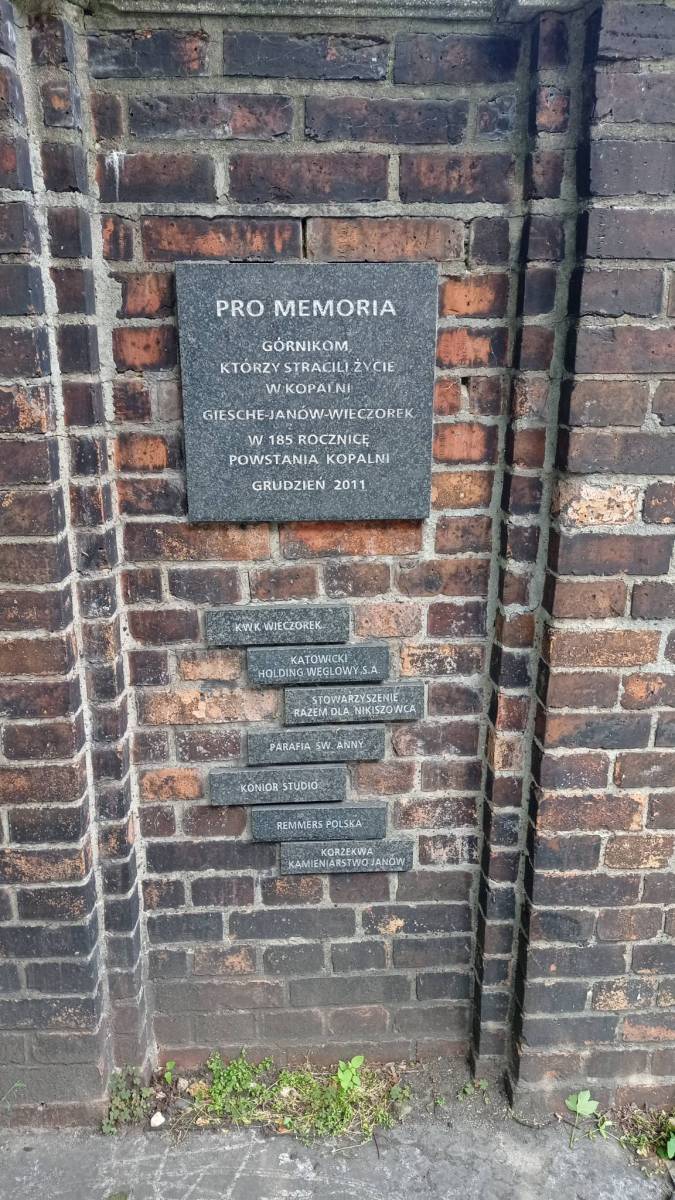 PRO MEMORIA
GÓRNIKOM
KTÓRZY STRACILI ŻYCIE
W KOPALNI
GIESCHE-JANÓW-WIECZOREK
W 185 ROCZNICĘ
POWSTANIA KOPALNI
GRUDZIEŃ 2011
KWK WIECZOREK
KATOWICKI
HOLDING WĘGLOWY S.A
STOWARZYSZENIE
RAZEM DLA NIKISZOWCA
PARAFIA ŚW. ANNY
KONIOR STUDIO
REMMERS POLSKA
KORZEKWA
KAMIENIARSTWO JANÓW